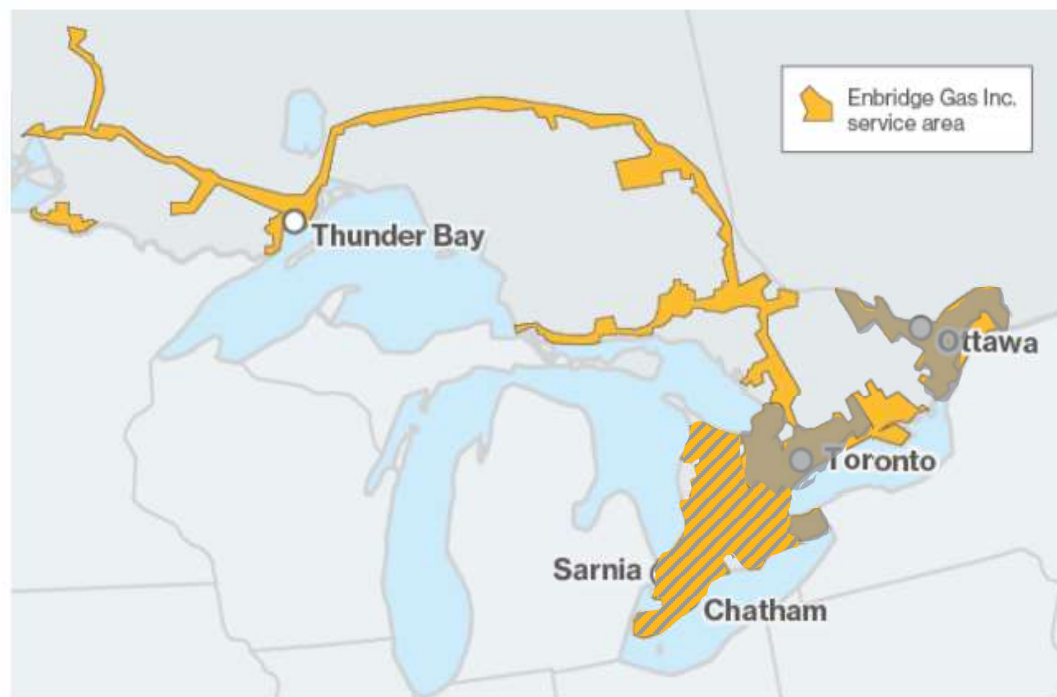 Enbridge Gas Inc.
service area
Thunder Bay
Ottawa
Toronto
Sarnia
Chatham